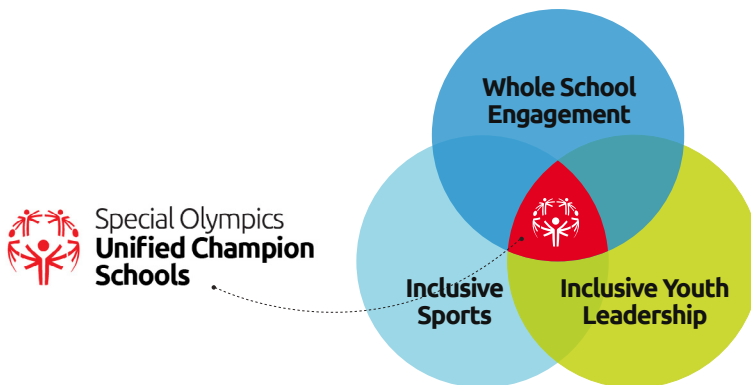 Whole School
Engagement
Special Olympics
Unified Champion
Schools
Inclusive
Sports
Inclusive Youth
Leadership